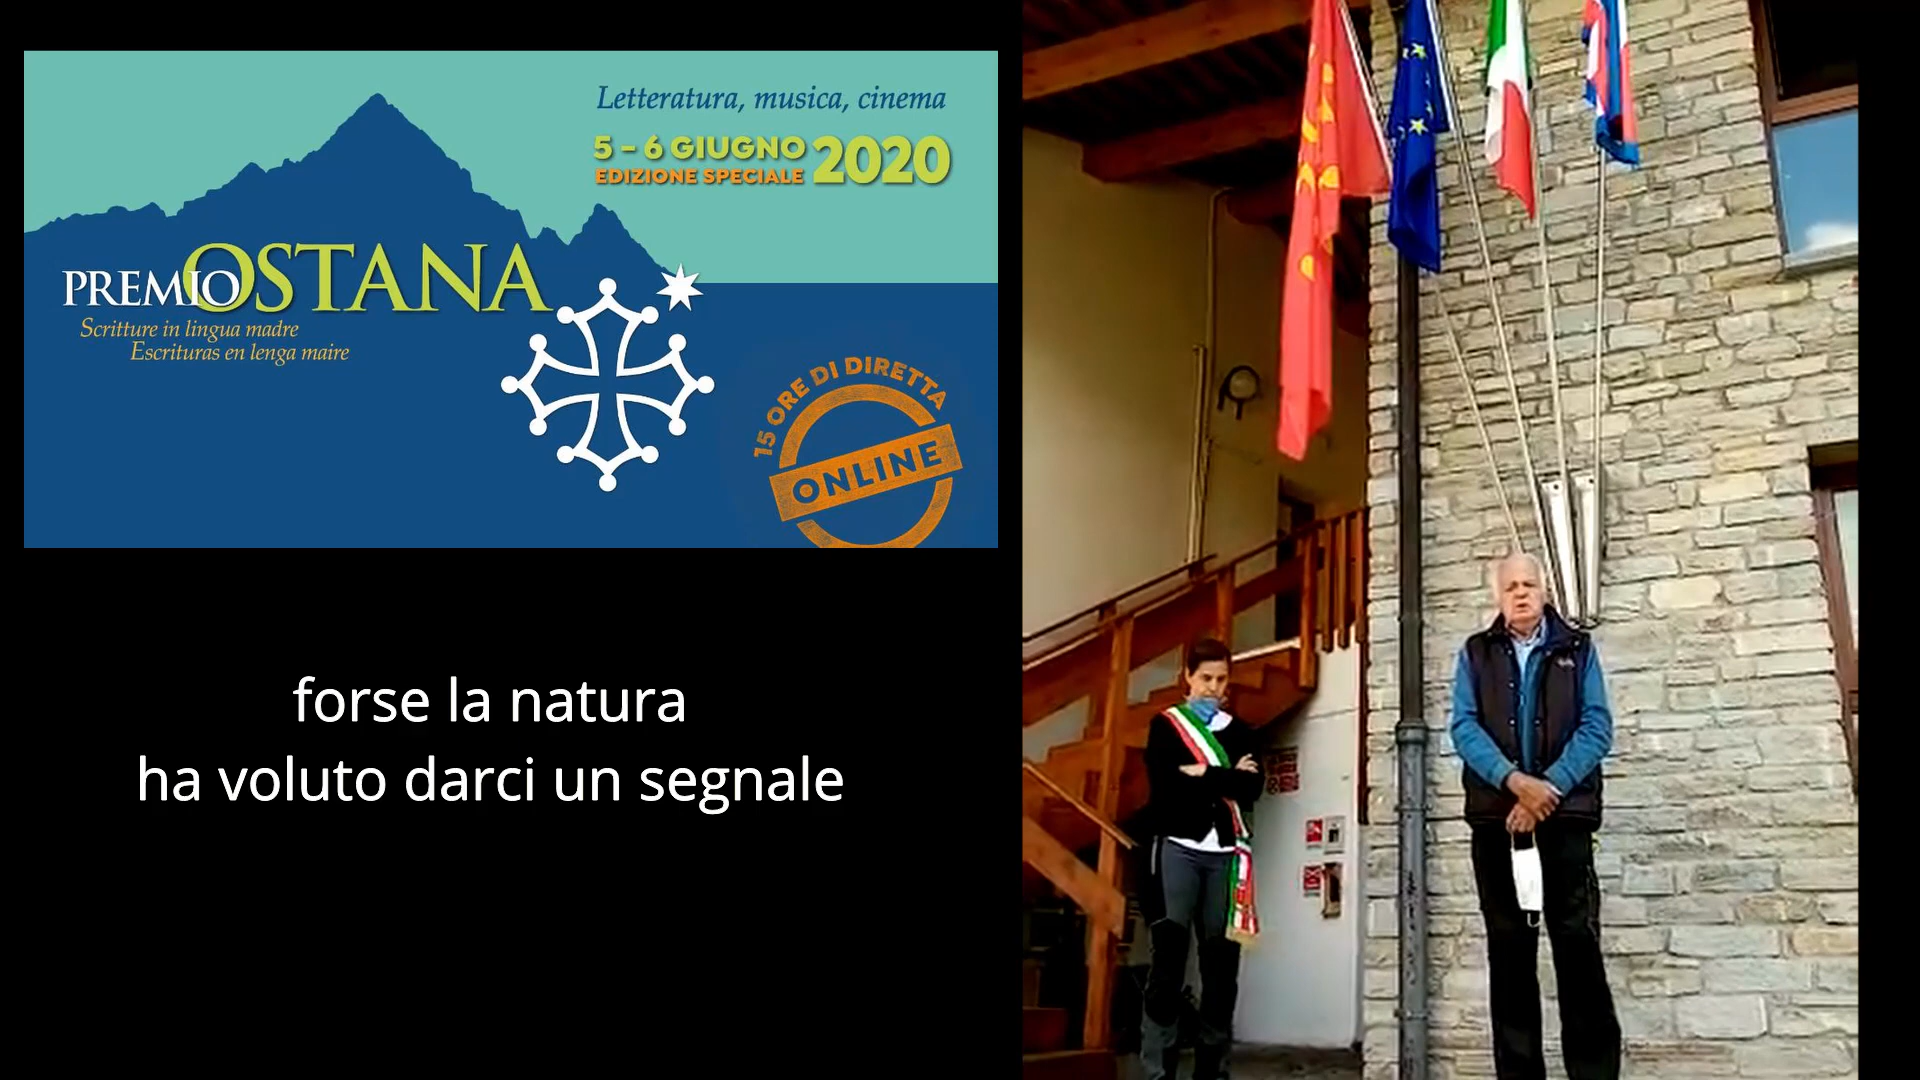 Letteratura, musica, cinema
5 – 6 GIUGNO 2020
EDIZIONE SPECIALE
PREMIO OSTANA
Scritture in lingua madre
Escrituras en lenga maire
15 ORE DI DIRETTA
ONLINE
forse la natura
ha voluto darci un segnale